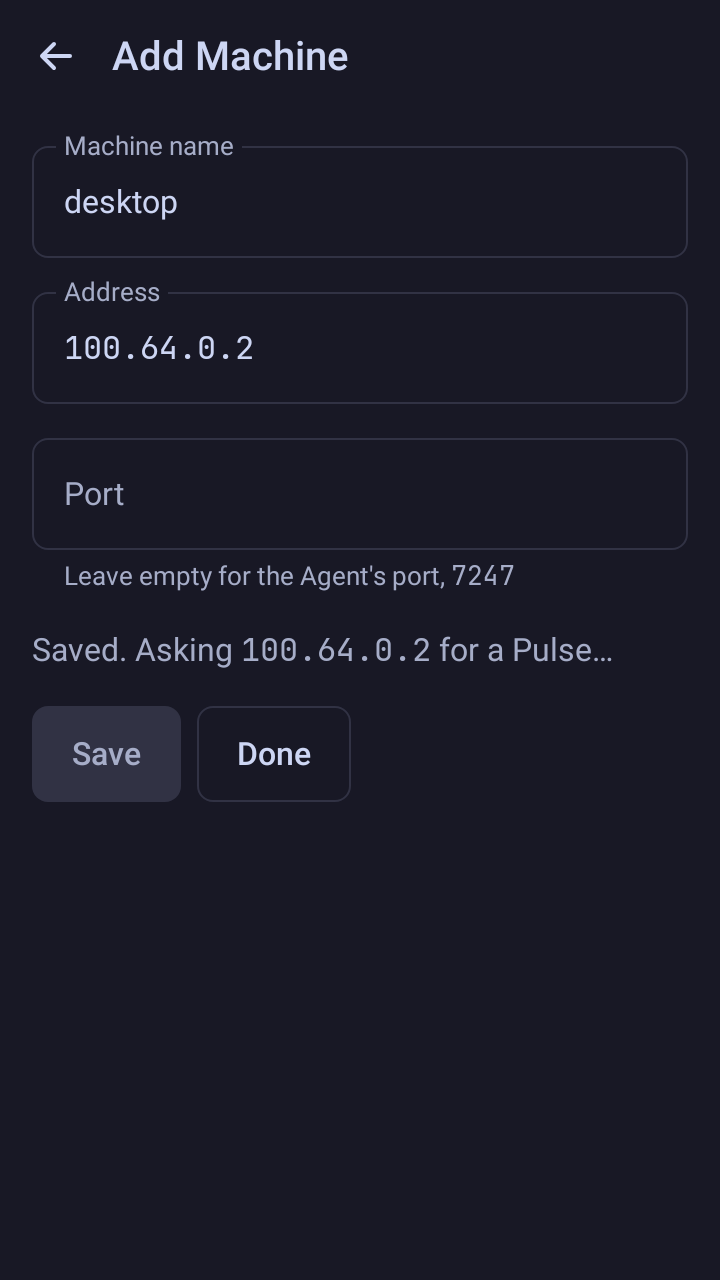 Add Machine
Machine name
desktop
Address
100.64.0.2
Port
Leave empty for the Agent's port, 7247
Saved. Asking 100.64.0.2 for a Pulse…
Save
Done